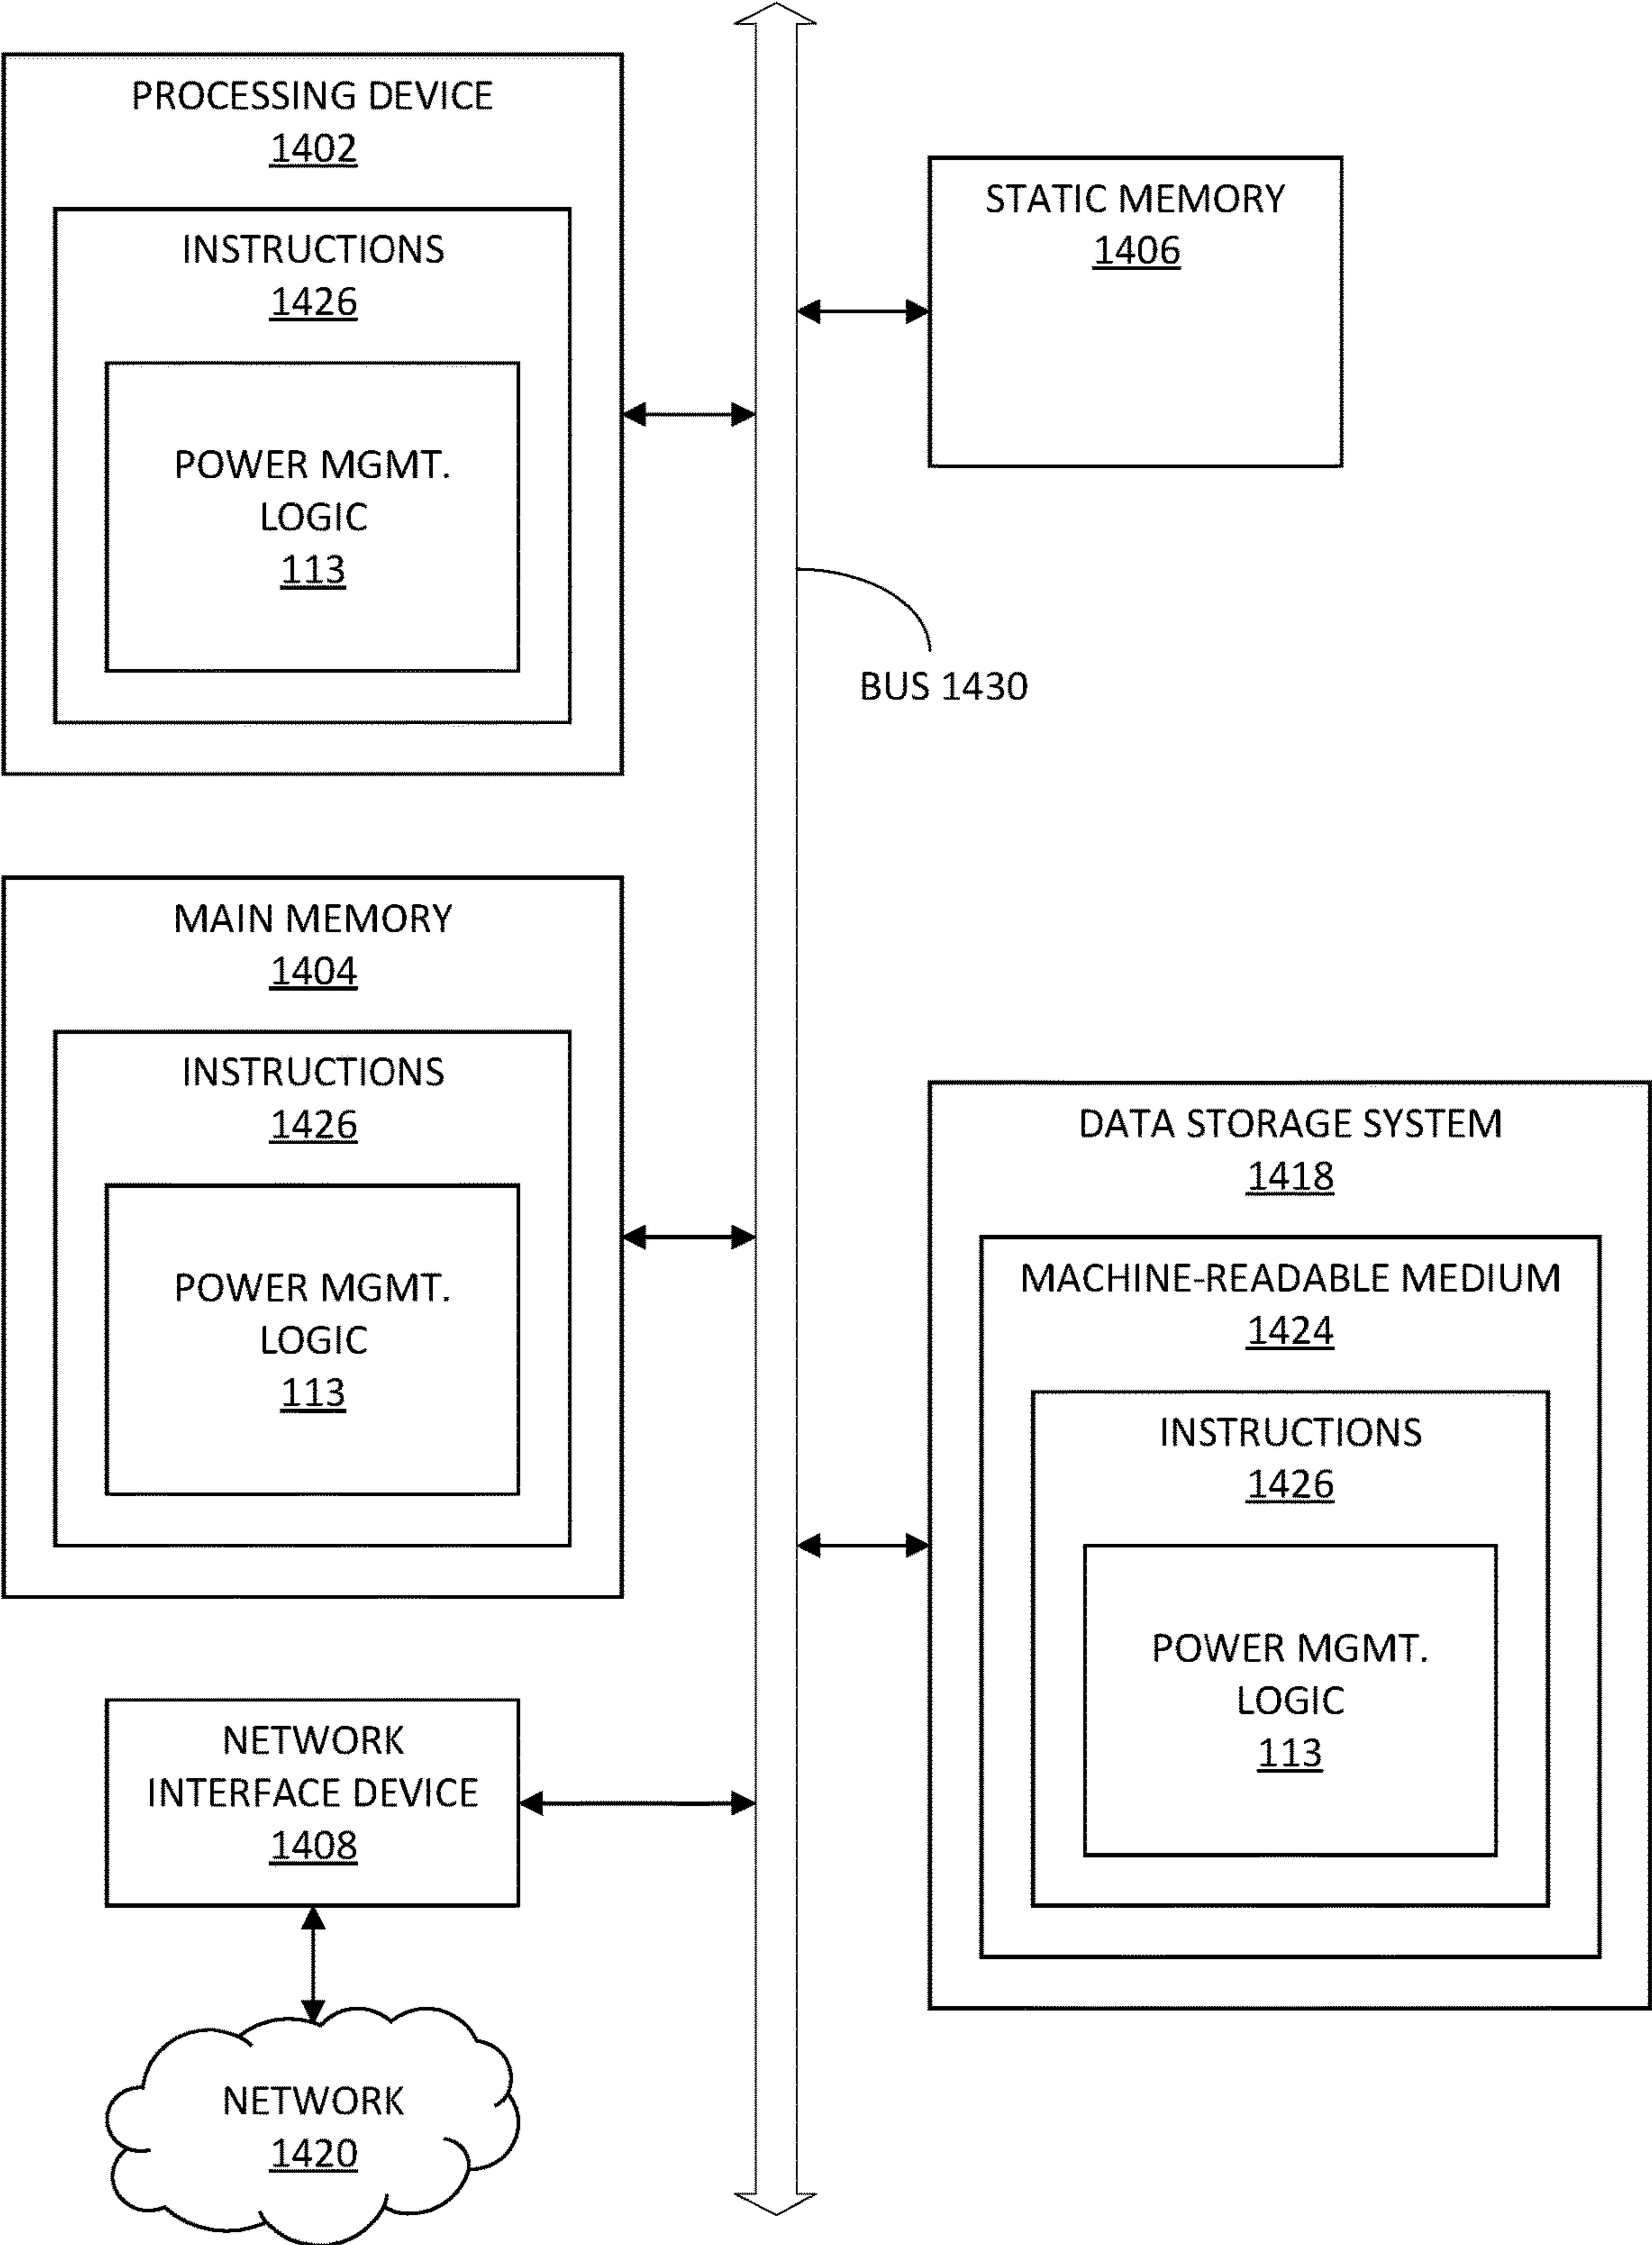 PROCESSING DEVICE
1402
INSTRUCTIONS
1426
POWER MGMT.
LOGIC
113
STATIC MEMORY
1406
BUS 1430
MAIN MEMORY
1404
INSTRUCTIONS
1426
POWER MGMT.
LOGIC
113
DATA STORAGE SYSTEM
1418
MACHINE-READABLE MEDIUM
1424
INSTRUCTIONS
1426
POWER MGMT.
LOGIC
113
NETWORK
INTERFACE DEVICE
1408
NETWORK
1420